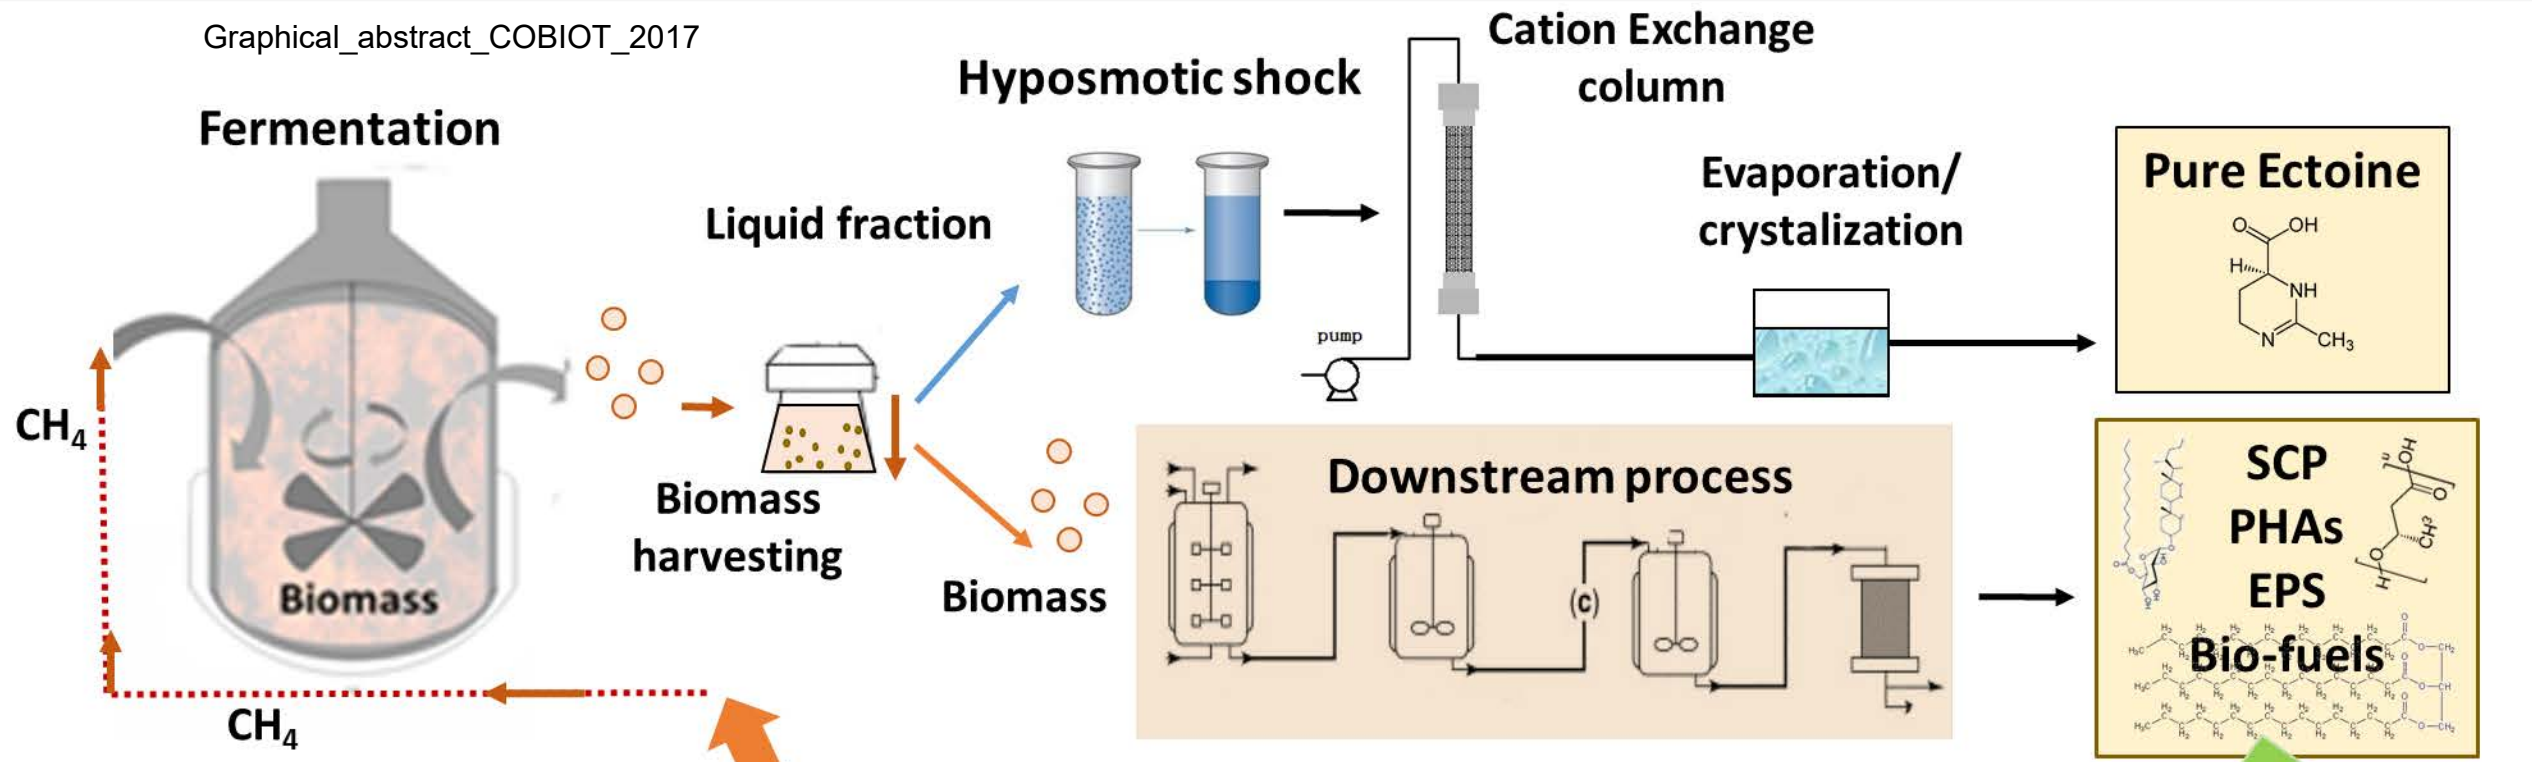 Graphical_abstract_COBIOT_2017
Fermentation
CH₄
CH₄
Biomass
Biomass
harvesting
Liquid fraction
Biomass
Hyposmotic shock
pump
Cation Exchange
column
Evaporation/
crystalization
Pure Ectoine
O
OH
H
NH
N
CH₃
Downstream process
(c)
SCP
PHAs
EPS
Bio-fuels